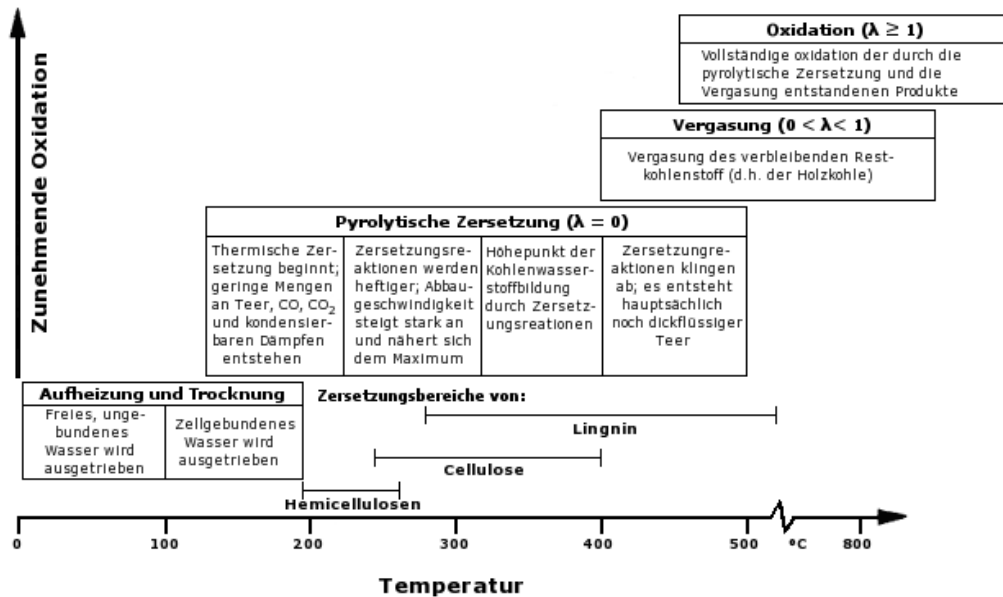 Zunehmende Oxidation
Oxidation (λ ≥ 1)
Vollständige oxidation der durch die
pyrolytische Zersetzung und die
Vergasung entstandenen Produkte
Vergasung (0 < λ< 1)
Vergasung des verbleibenden Rest-
kohlenstoff (d.h. der Holzkohle)
Pyrolytische Zersetzung (λ = 0)
Thermische Zer-
setzung beginnt;
geringe Mengen
an Teer, CO, CO₂
und kondensier-
baren Dämpfen
entstehen
Zersetzungsre-
aktionen werden
heftiger; Abbau-
geschwindigkeit
steigt stark an
und nähert sich
dem Maximum
Höhepunkt der
Kohlenwasser-
stoffbildung
durch Zersetz-
ungsreationen
Zersetzungre-
aktionen klingen
ab; es entsteht
hauptsächlich
noch dickflüssiger
Teer
Aufheizung und Trocknung
Freies, unge-
bundenes
Wasser wird
ausgetrieben
Zellgebundenes
Wasser wird
ausgetrieben
Zersetzungsbereiche von:
Lingnin
Cellulose
Hemicellulosen
0 100 200 300 400 500 °C 800
Temperatur